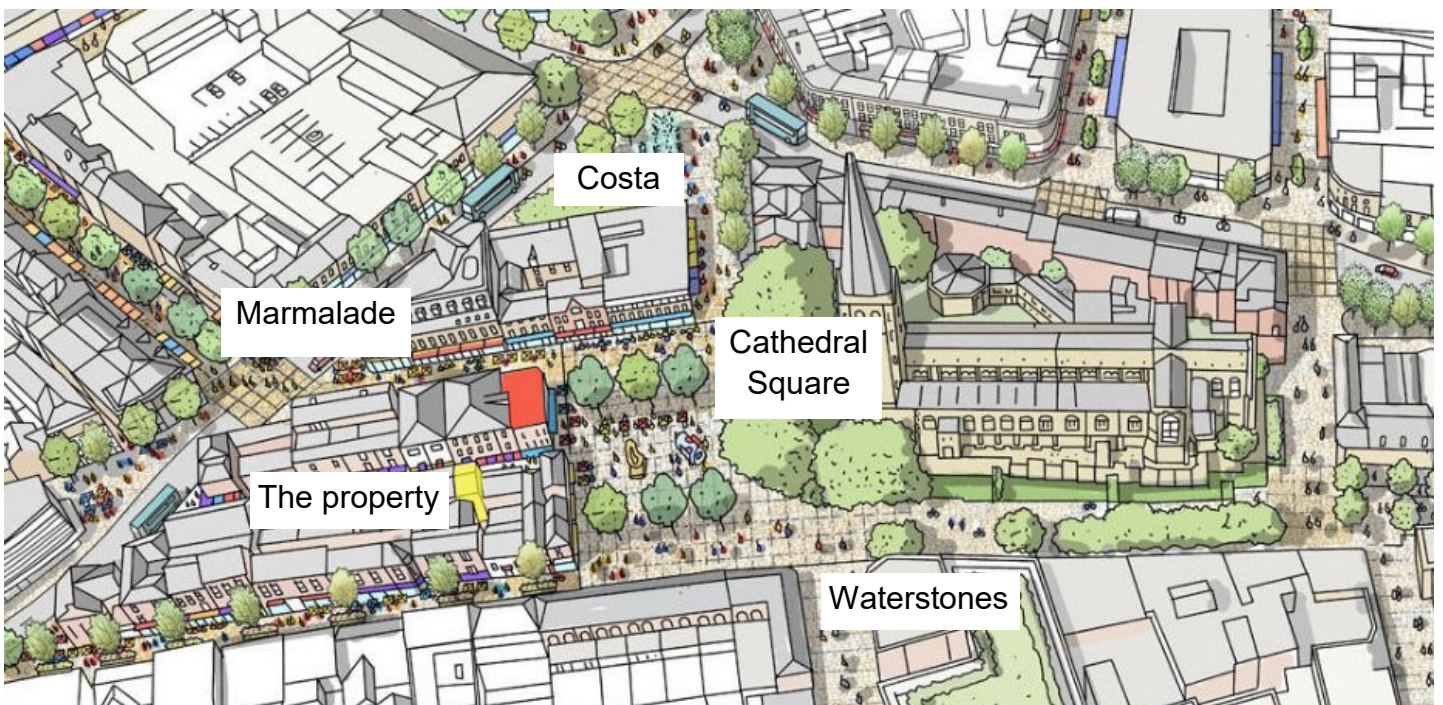 Costa
Marmalade
Cathedral
Square
The property
Waterstones